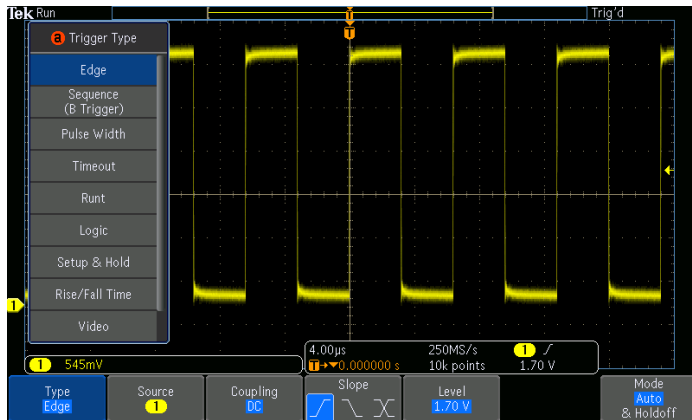 Tek Run
Trig'd
a Trigger Type
Edge
Sequence
(B Trigger)
Pulse Width
Timeout
Runt
Logic
Setup & Hold
Rise/Fall Time
Video
1
1 545mV
4.00µs 250MS/s 1
T→▼0.000000 s 10k points 1.70 V
Type
Edge
Source
1
Coupling
DC
Slope
Level
1.70 V
Mode
Auto
& Holdoff
T
T